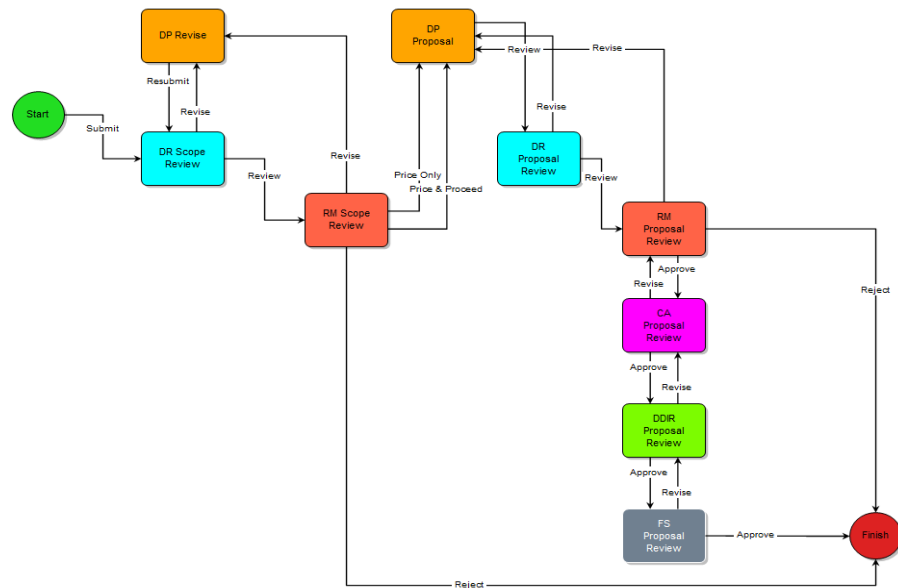 DP Revise
DP
Proposal
Review
Revise
Resubmit
Revise
Revise
Start
Submit
DR Scope
Review
DR
Proposal
Review
Revise
Review
Price Only
Price & Proceed
Review
RM Scope
Review
RM
Proposal
Review
Approve
Revise
Reject
CA
Proposal
Review
Approve
Revise
DDIR
Proposal
Review
Approve
Revise
FS
Proposal
Review
Approve
Finish
Reject